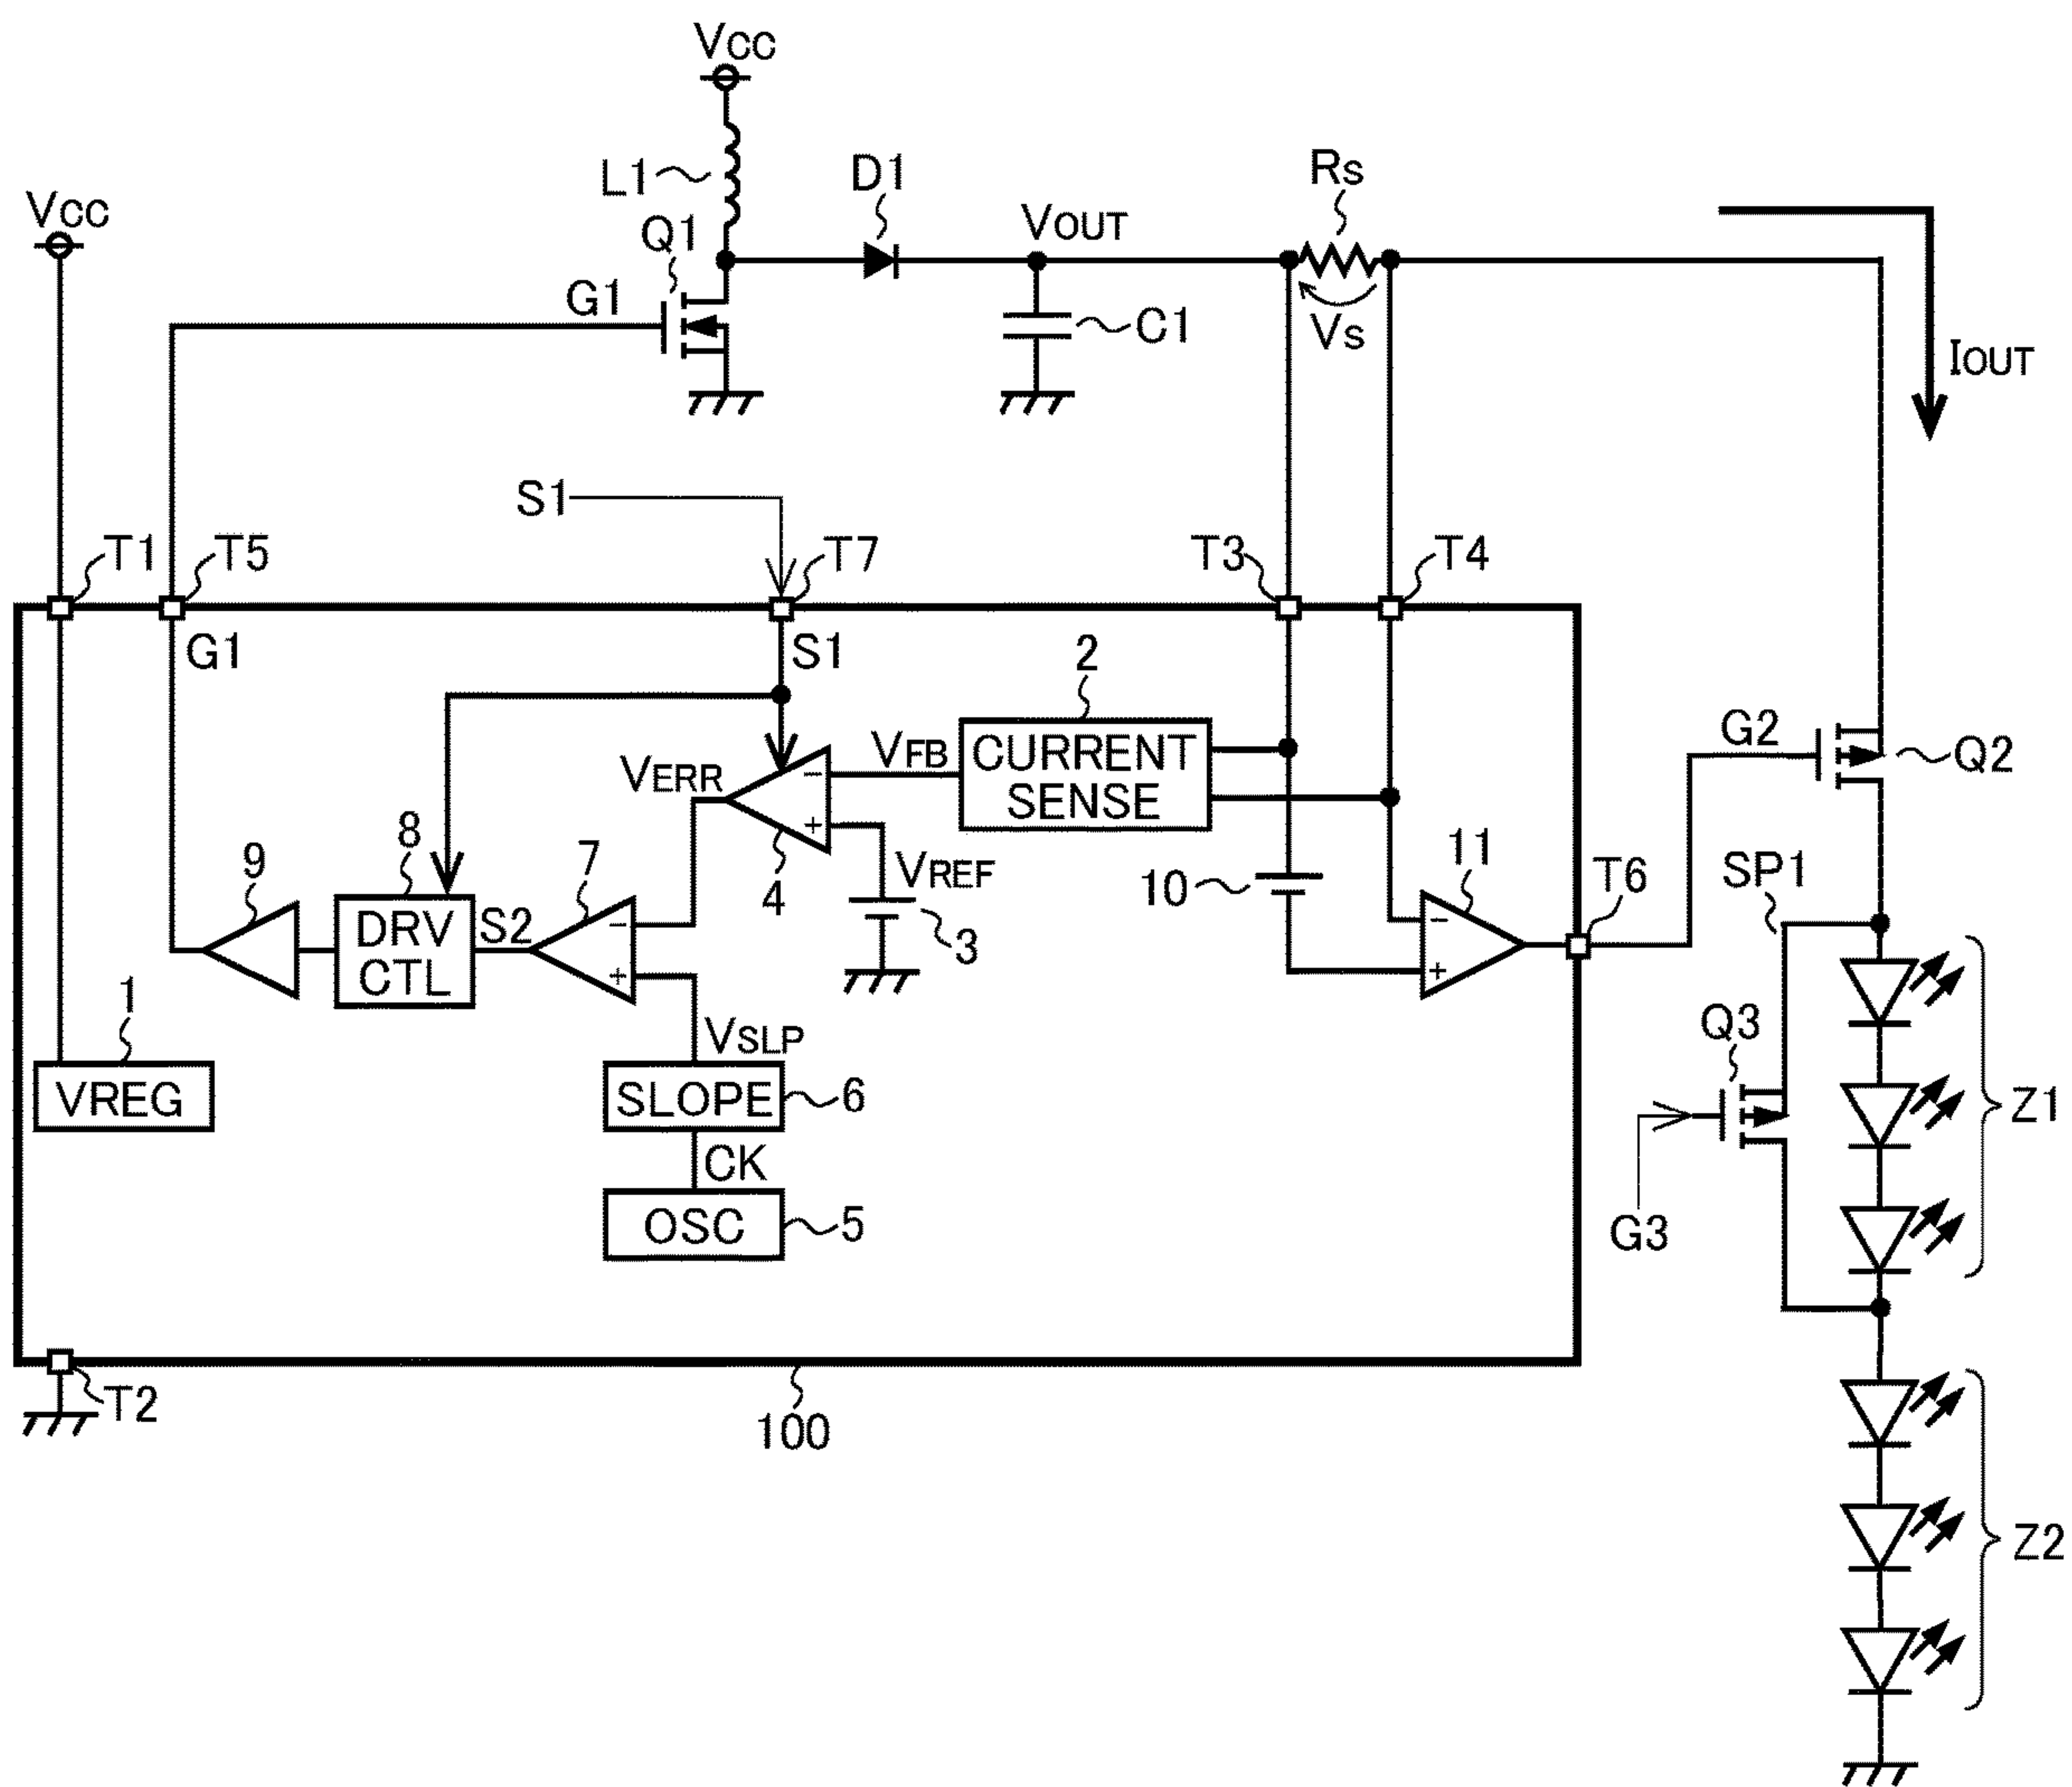 VCC
L1
D1
Rs
VCC
Q1
VOUT
G1
C1
Vs
IOUT
S1
T1
T5
T7
T3
T4
G1
S1
2
CURRENT
SENSE
VFB
VERR
−
+
G2
Q2
8
9
7
4
VREF
3
10
11
SP1
T6
DRV
CTL
S2
−
+
−
+
1
VREG
VSLP
SLOPE
6
CK
OSC
5
Q3
Z1
G3
T2
100
Z2